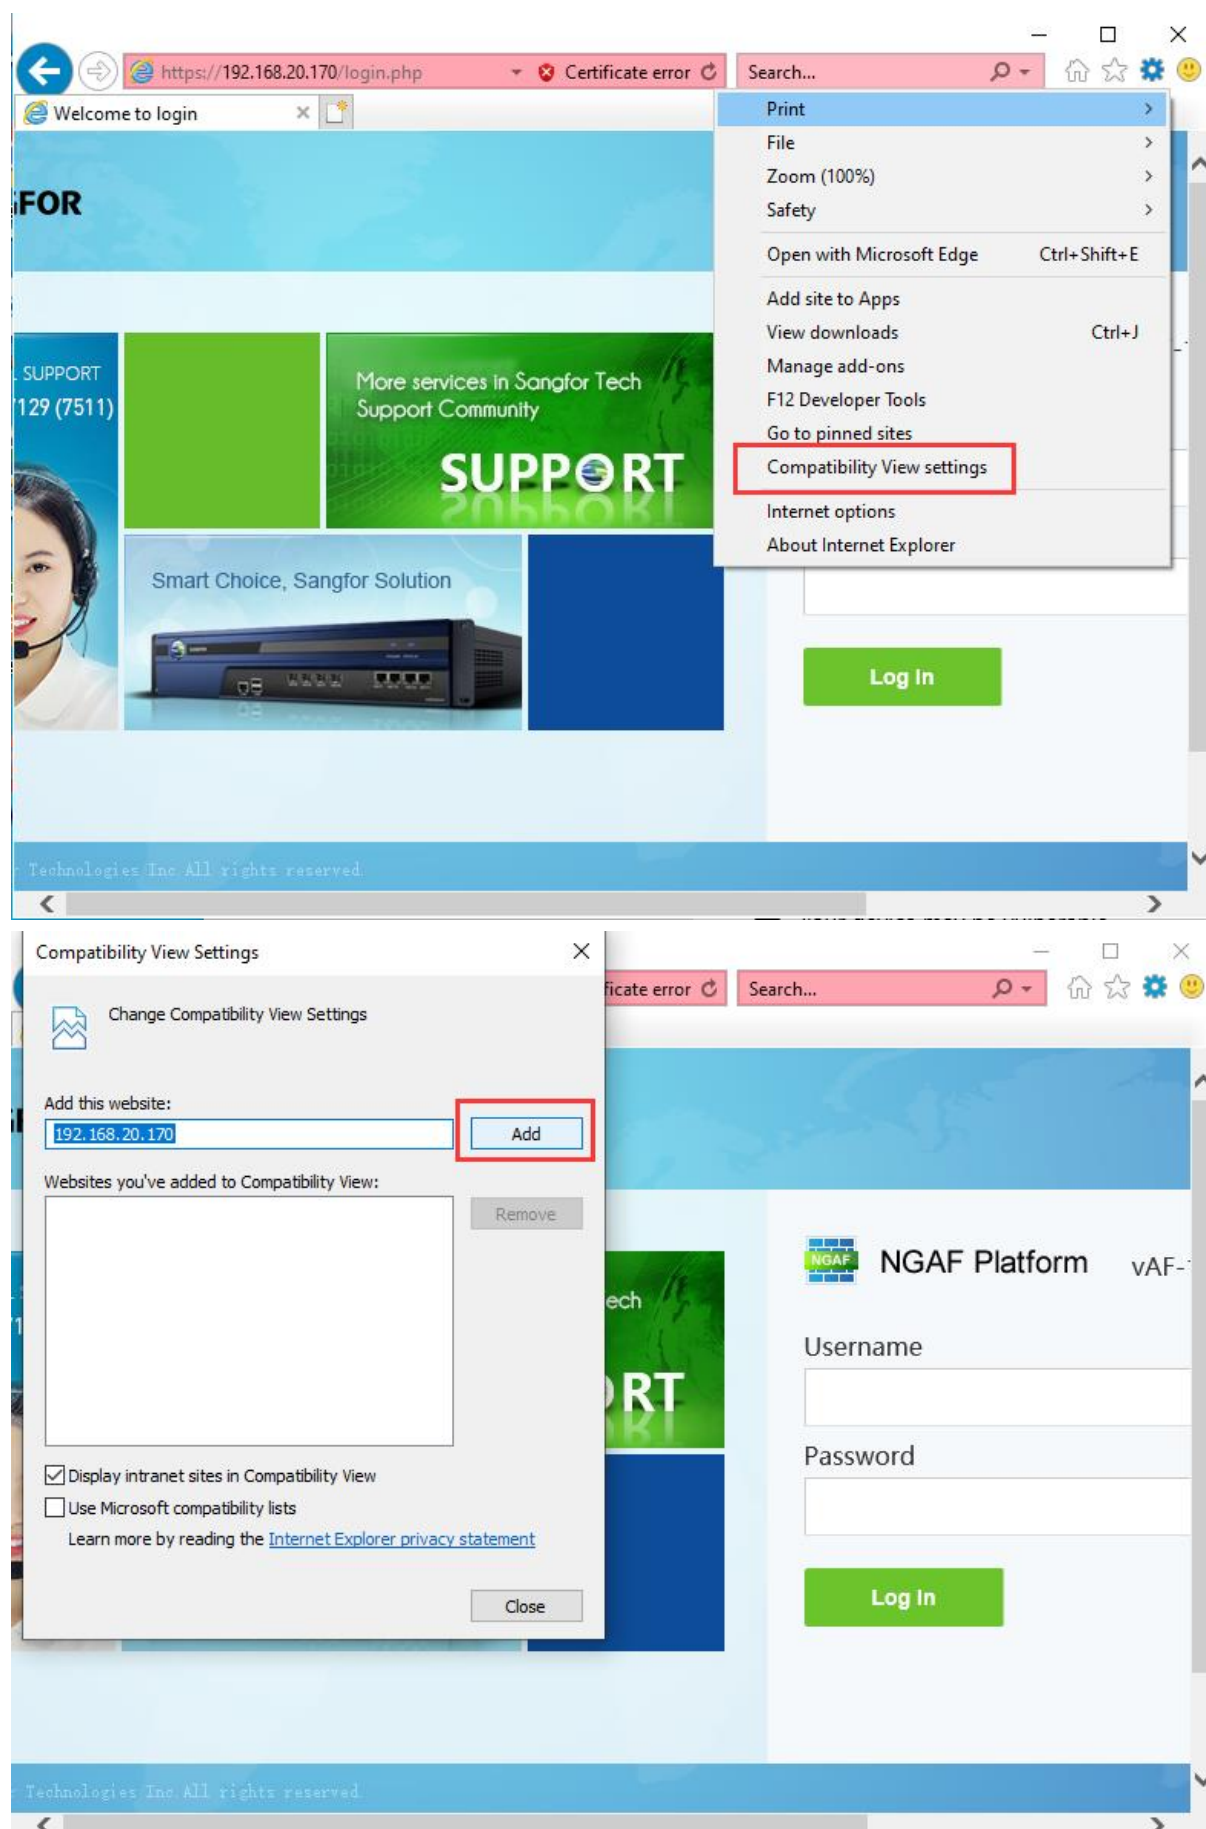 https://192.168.20.170/login.php
Certificate error
Search...
Welcome to login
Print
File
Zoom (100%)
Safety
Open with Microsoft Edge Ctrl+Shift+E
Add site to Apps
View downloads Ctrl+J
Manage add-ons
F12 Developer Tools
Go to pinned sites
Compatibility View settings
Internet options
About Internet Explorer
FOR
SUPPORT
129 (7511)
More services in Sangfor Tech
Support Community
SUPPORT
Smart Choice, Sangfor Solution
Log In
Technologies Inc.All rights reserved.
Compatibility View Settings
Change Compatibility View Settings
Add this website:
192.168.20.170
Add
Websites you've added to Compatibility View:
Remove
Display intranet sites in Compatibility View
Use Microsoft compatibility lists
Learn more by reading the Internet Explorer privacy statement
Close
ficate error
Search...
ech
RT
NGAF
NGAF Platform vAF-
Username
Password
Log In
Technologies Inc.All rights reserved.